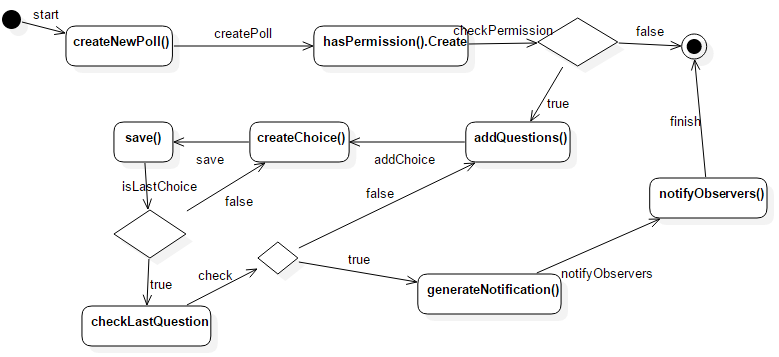 start
createNewPoll()
createPoll
hasPermission().Create
checkPermission
false
true
save()
save
createChoice()
addChoice
addQuestions()
finish
isLastChoice
false
false
notifyObservers()
true
check
true
generateNotification()
notifyObservers
checkLastQuestion